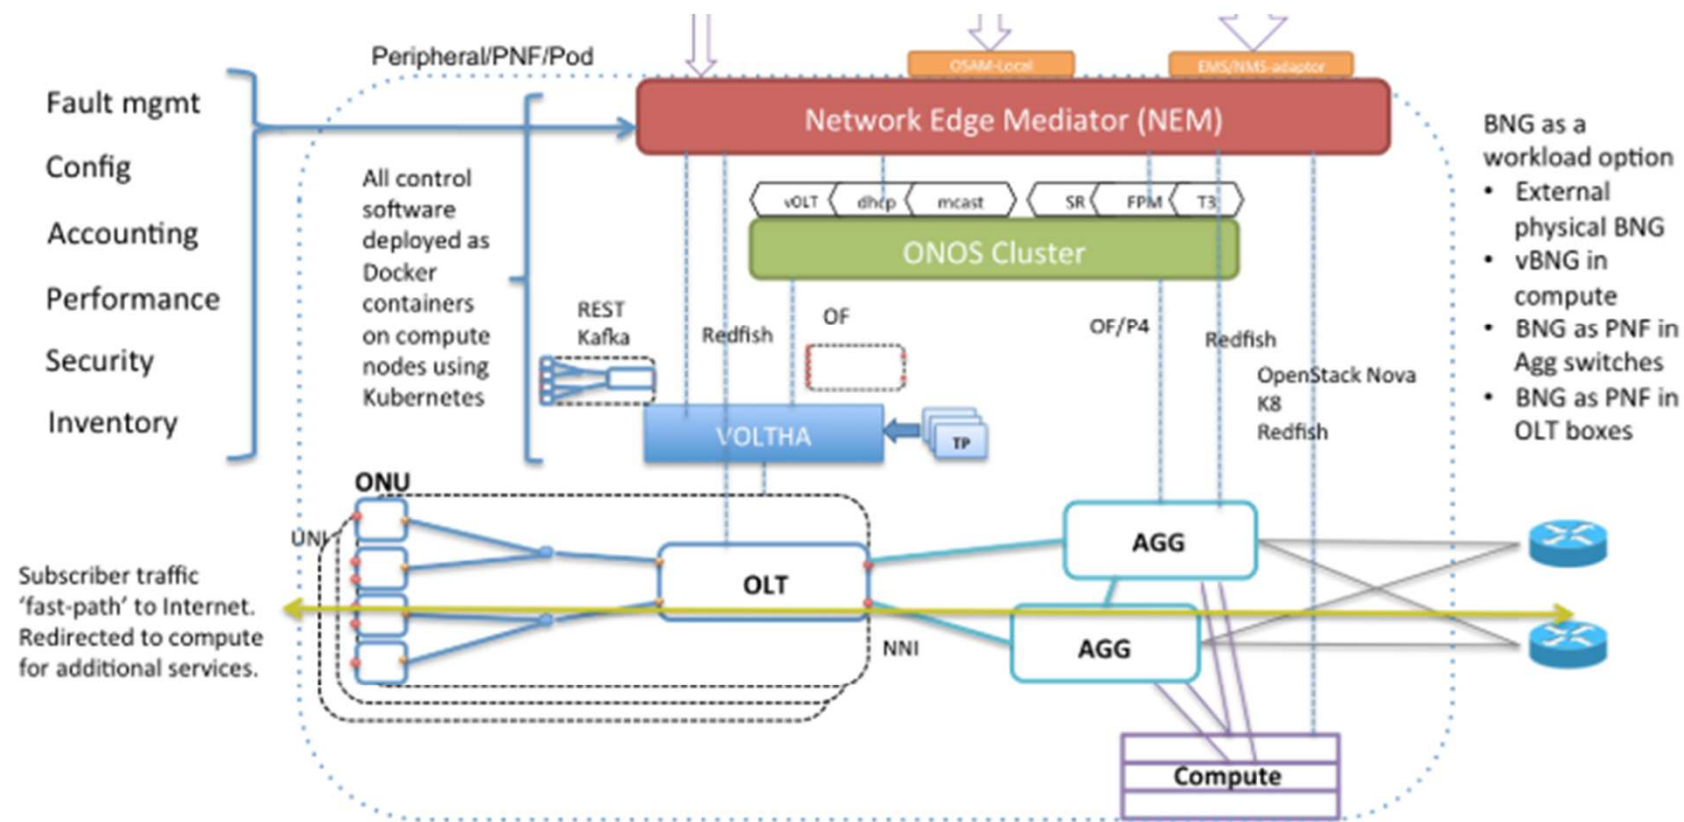 Peripheral/PNF/Pod
OSAM-Local
EMS/NMS-adaptor
Network Edge Mediator (NEM)
Fault mgmt
Config
Accounting
Performance
Security
Inventory
All control
software
deployed as
Docker
containers
on compute
nodes using
Kubernetes
vOLT
dhcp
mcast
SR
FPM
T3
ONOS Cluster
REST
Kafka
Redfish
OF
OF/P4
Redfish
OpenStack Nova
K8
Redfish
VOLTHA
TP
BNG as a
workload option
• External
physical BNG
• vBNG in
compute
• BNG as PNF in
Agg switches
• BNG as PNF in
OLT boxes
ONU
UNI
OLT
NNI
AGG
AGG
Compute
Subscriber traffic
‘fast-path’ to Internet.
Redirected to compute
for additional services.